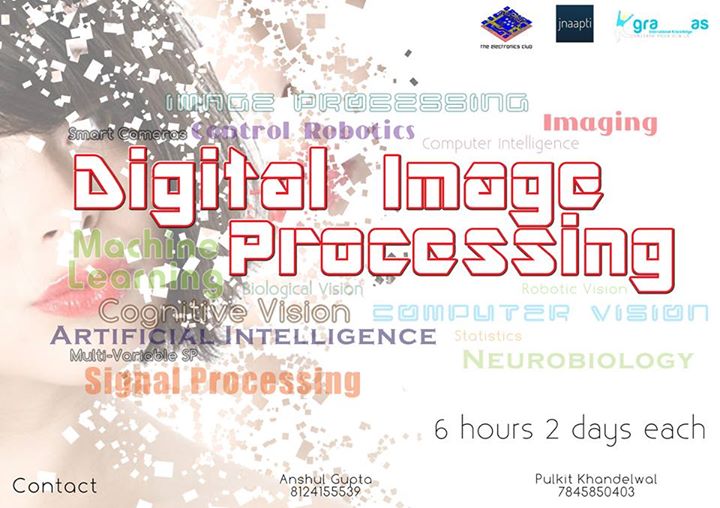 the electronics club
jnaapti
gra as
IMAGE PROCESSING
Smart Cameras
Control Robotics
Imaging
Computer Intelligence
Digital Image
Processing
Machine
Learning
Biological Vision
Robotic Vision
Cognitive Vision
COMPUTER VISION
ARTIFICIAL INTELLIGENCE
Statistics
Multi-Variable SP
NEUROBIOLOGY
Signal Processing
6 hours 2 days each
Contact
Anshul Gupta
8124155539
Pulkit Khandelwal
7845850403